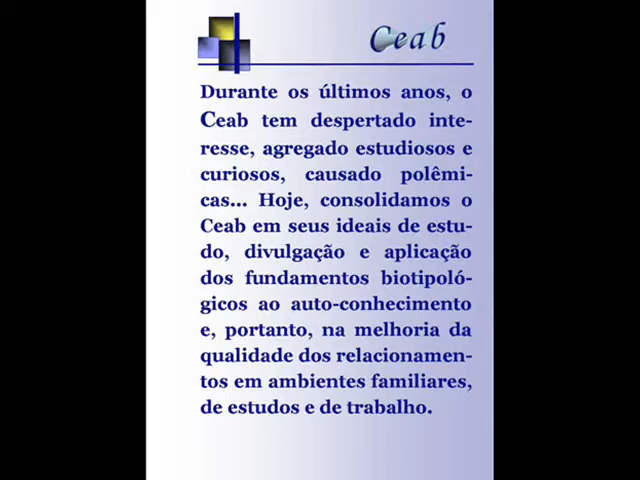 Ceab
Durante os últimos anos, o
Ceab tem despertado inte-
resse, agregado estudiosos e
curiosos, causado polêmi-
cas... Hoje, consolidamos o
Ceab em seus ideais de estu-
do, divulgação e aplicação
dos fundamentos biotipoló-
gicos ao auto-conhecimento
e, portanto, na melhoria da
qualidade dos relacionamen-
tos em ambientes familiares,
de estudos e de trabalho.